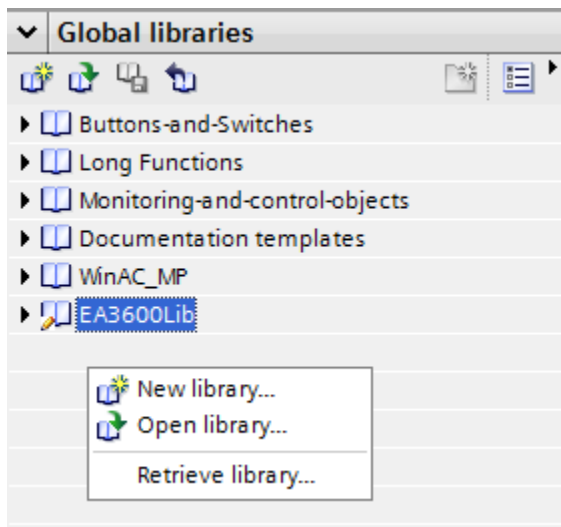 Global libraries
Buttons-and-Switches
Long Functions
Monitoring-and-control-objects
Documentation templates
WinAC_MP
EA3600Lib
New library...
Open library...
Retrieve library...